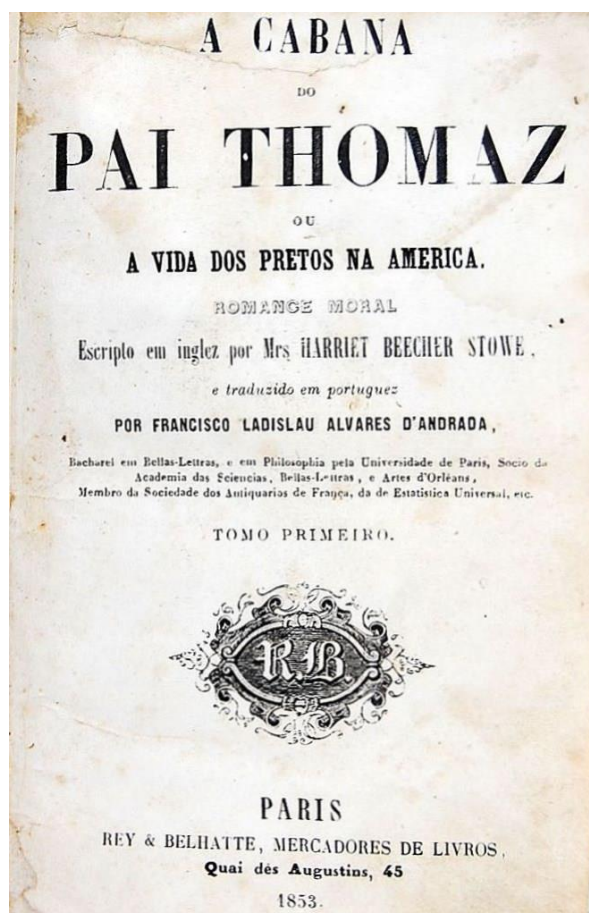 A CABANA
DO
PAI THOMAZ
OU
A VIDA DOS PRETOS NA AMERICA.
ROMANCE MORAL
Escripto em inglez por Mrs HARRIET BEECHER STOWE,
e traduzido em portuguez
POR FRANCISCO LADISLAU ALVARES D'ANDRADA,
Bacharel em Bellas-Lettras, e em Philosophia pela Universidade de Paris, Socio da
Academia das Sciencias, Bellas-Lettras, e Artes d'Orléans,
Membro da Sociedade dos Antiquarios de França, da de Estatistica Universal, etc.
TOMO PRIMEIRO.
R.B.
PARIS
REY & BELHATTE, MERCADORES DE LIVROS,
Quai des Augustins, 45
1853.